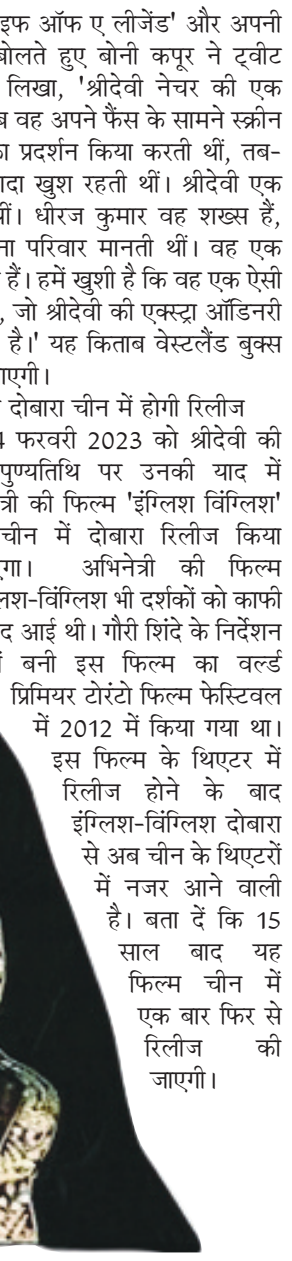 इफ ऑफ ए लीजेंड' और अपनी
बोलते हुए बोनी कपूर ने ट्वीट
लिखा, 'श्रीदेवी नेचर की एक
वह अपने फैंस के सामने स्क्रीन
प्रदर्शन किया करती थीं, तब-
खुश रहती थीं। श्रीदेवी एक
थीं। धीरज कुमार वह शख्स हैं,
परिवार मानती थीं। वह एक
हैं। हमें खुशी है कि वह एक ऐसी
, जो श्रीदेवी की एक्स्ट्रा ऑडिनरी
है।' यह किताब वेस्टलैंड बुक्स
दोबारा चीन में होगी रिलीज
4 फरवरी 2023 को श्रीदेवी की
पुण्यतिथि पर उनकी याद में
की फिल्म 'इंग्लिश विंग्लिश'
चीन में दोबारा रिलीज किया
अभिनेत्री की फिल्म
लश-विंग्लिश भी दर्शकों को काफी
आई थी। गौरी शिंदे के निर्देशन
बनी इस फिल्म का वर्ल्ड
प्रिमियर टोरंटो फिल्म फेस्टिवल
में 2012 में किया गया था।
इस फिल्म के थिएटर में
रिलीज होने के बाद
इंग्लिश-विंग्लिश दोबारा
से अब चीन के थिएटरों
में नजर आने वाली
है। बता दें कि 15
साल बाद यह
फिल्म चीन में
एक बार फिर से
रिलीज की
जाएगी।